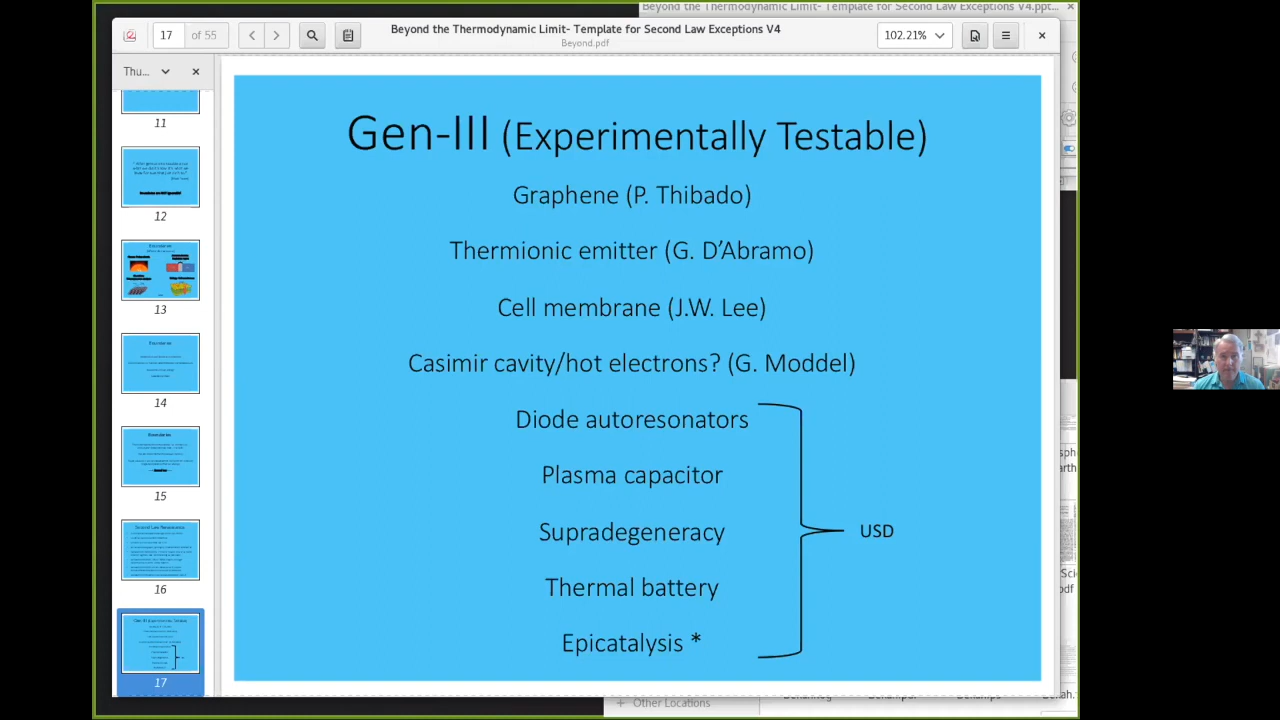 Beyond the Thermodynamic Limit- Template for Second Law Exceptions V4.ppt...
17 of 55
Beyond the Thermodynamic Limit- Template for Second Law Exceptions V4
Beyond.pdf
102.21%
Thu...
11
12
Boundaries
13
Boundaries
14
Boundaries
15
16
17
Gen-III (Experimentally Testable)
Graphene (P. Thibado)
Thermionic emitter (G. D’Abramo)
Cell membrane (J.W. Lee)
Casimir cavity/hot electrons? (G. Moddel)
Diode autoresonators
Plasma capacitor
Supradegeneracy
Thermal battery
Epicatalysis *
USD
+ Other Locations